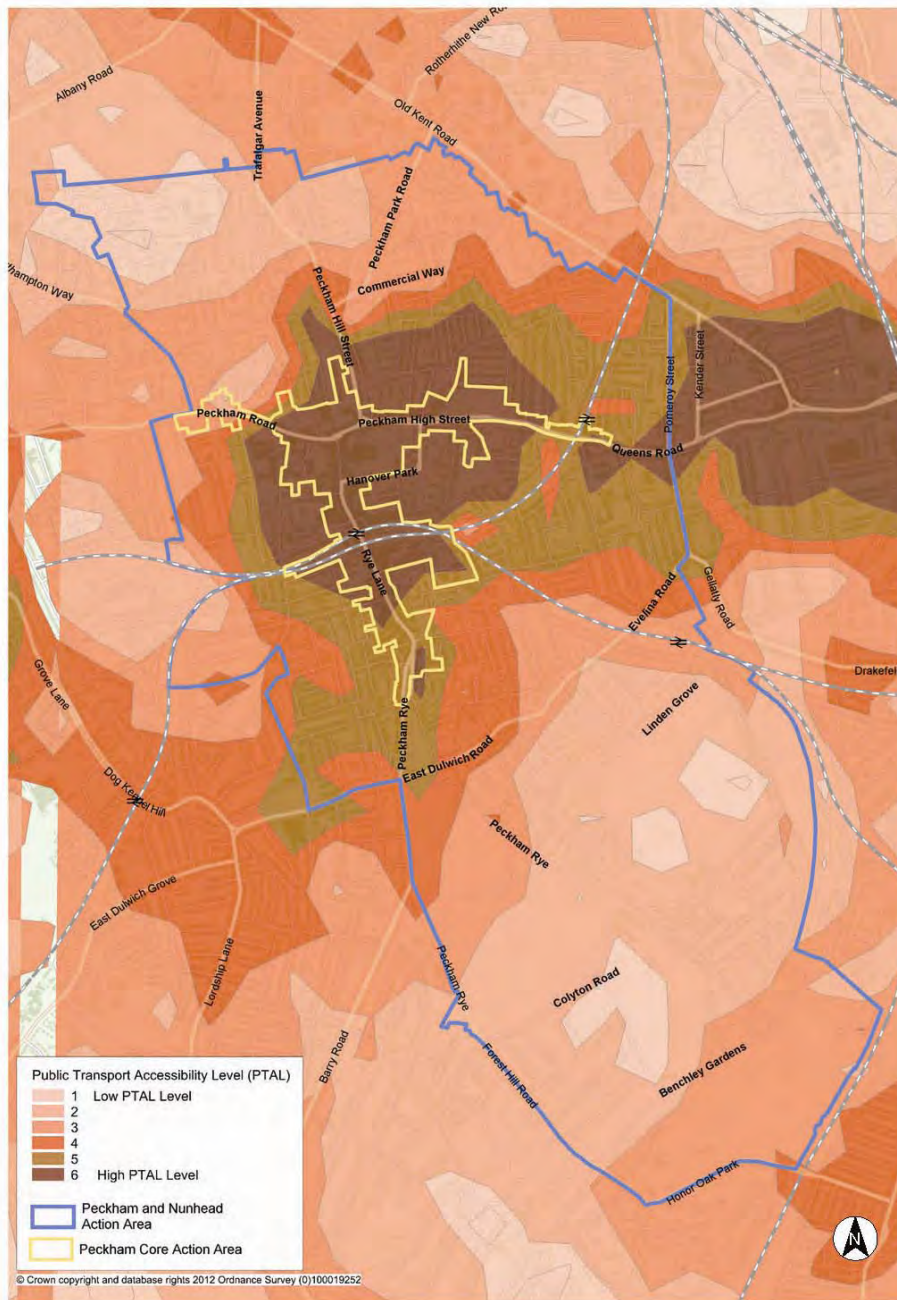 Albany Road
Rotherhithe New Ro
Old Kent Road
Trafalgar Avenue
Peckham Park Road
Commercial Way
Peckham Hill Street
hampton Way
Kender Street
Pomeroy Street
Peckham Road
Peckham High Street
Queens Road
Hanover Park
Rye Lane
Evelina Road
Gellatly Road
Drakefel
Grove Lane
Linden Grove
Peckham Rye
East Dulwich Road
Dog Kennel Hill
Peckham Rye
East Dulwich Grove
Lordship Lane
Peckham Rye
Colyton Road
Barry Road
Forest Hill Road
Benchley Gardens
Honor Oak Park
Public Transport Accessibility Level (PTAL)
1 Low PTAL Level
2
3
4
5
6 High PTAL Level
Peckham and Nunhead
Action Area
Peckham Core Action Area
N
© Crown copyright and database rights 2012 Ordnance Survey (0)100019252